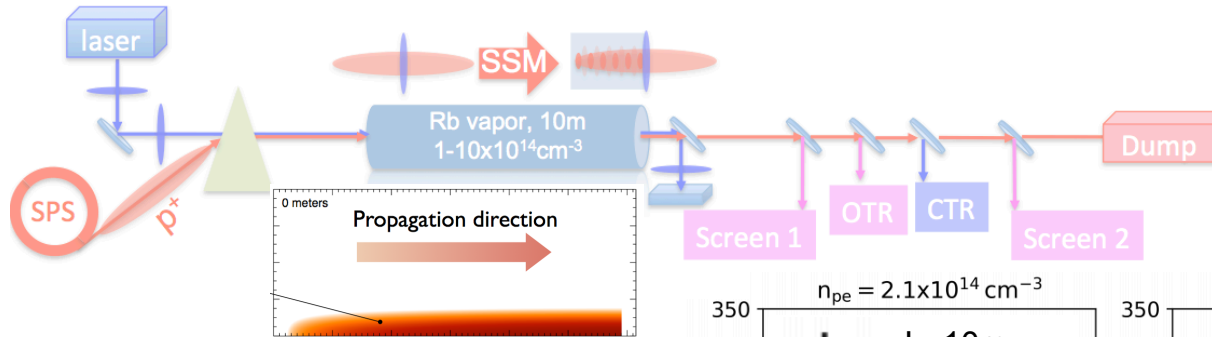 laser
SSM
Rb vapor, 10m
1-10x10¹⁴cm⁻³
Dump
SPS
p⁺
OTR
CTR
Screen 1
Screen 2
0 meters
Propagation direction
nₚₑ = 2.1x10¹⁴ cm⁻³
350
350